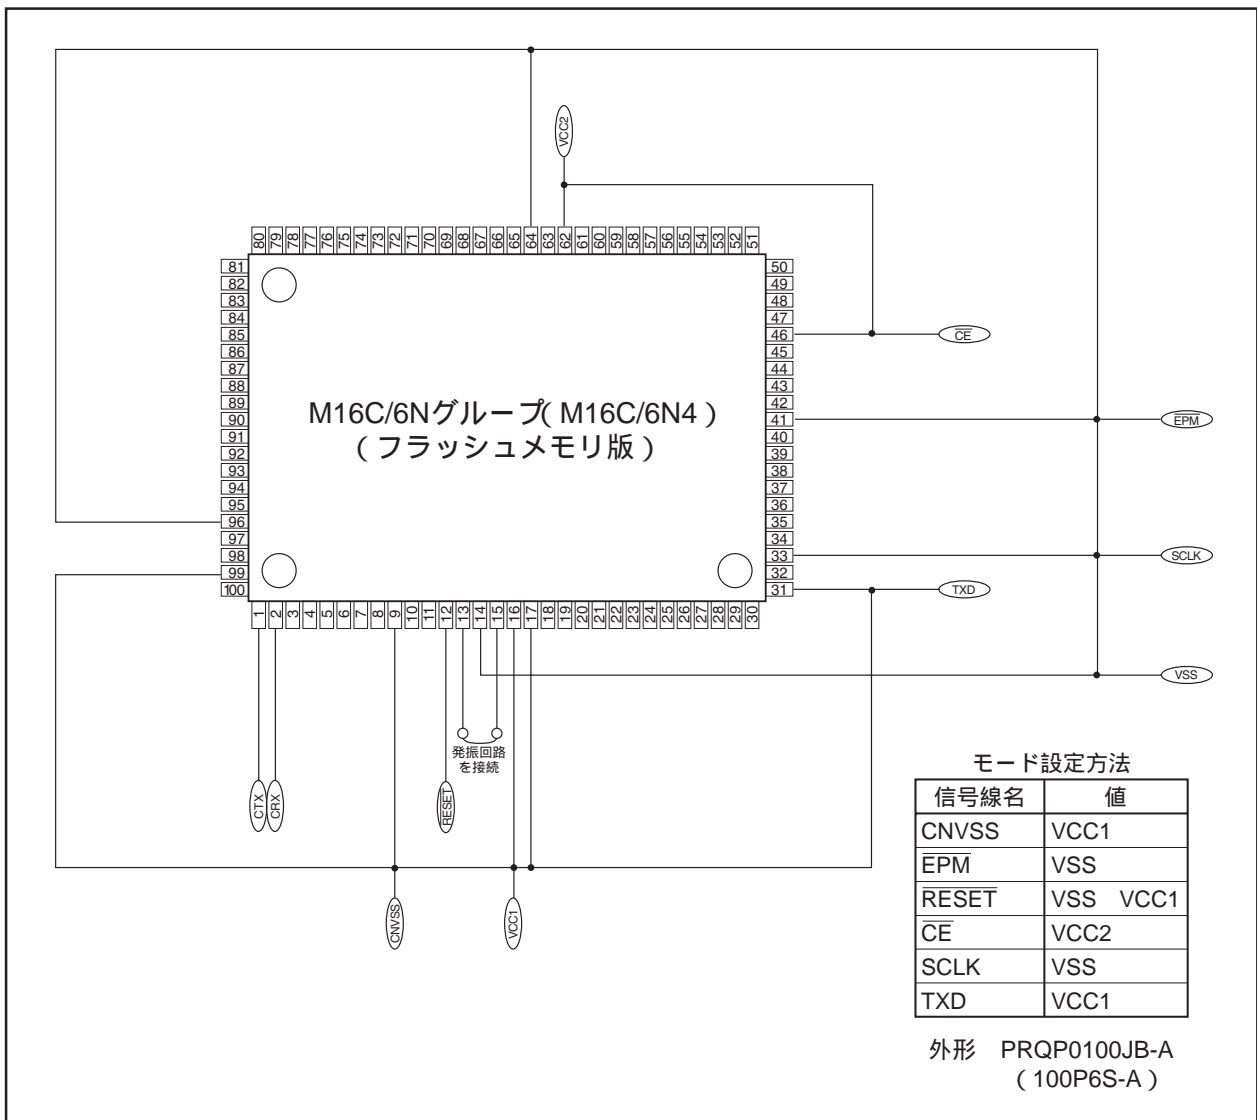 VCC2
80 79 78 77 76 75 74 73 72 71 70 69 68 67 66 65 64 63 62 61 60 59 58 57 56 55 54 53 52 51
81
82
83
84
85
86
87
88
89
90
91
92
93
94
95
96
97
98
99
100
M16C/6Nグループ( M16C/6N4 )
( フラッシュメモリ版 )
50
49
48
47
46
45
44
43
42
41
40
39
38
37
36
35
34
33
32
31
CE
EPM
SCLK
TXD
VSS
1 2 3 4 5 6 7 8 9 10 11 12 13 14 15 16 17 18 19 20 21 22 23 24 25 26 27 28 29 30
発振回路
を接続
CTX
CRX
RESET
CNVSS
VCC1
モード設定方法
信号線名 値
CNVSS VCC1
EPM VSS
RESET VSS VCC1
CE VCC2
SCLK VSS
TXD VCC1
外形 PRQP0100JB-A
( 100P6S-A )